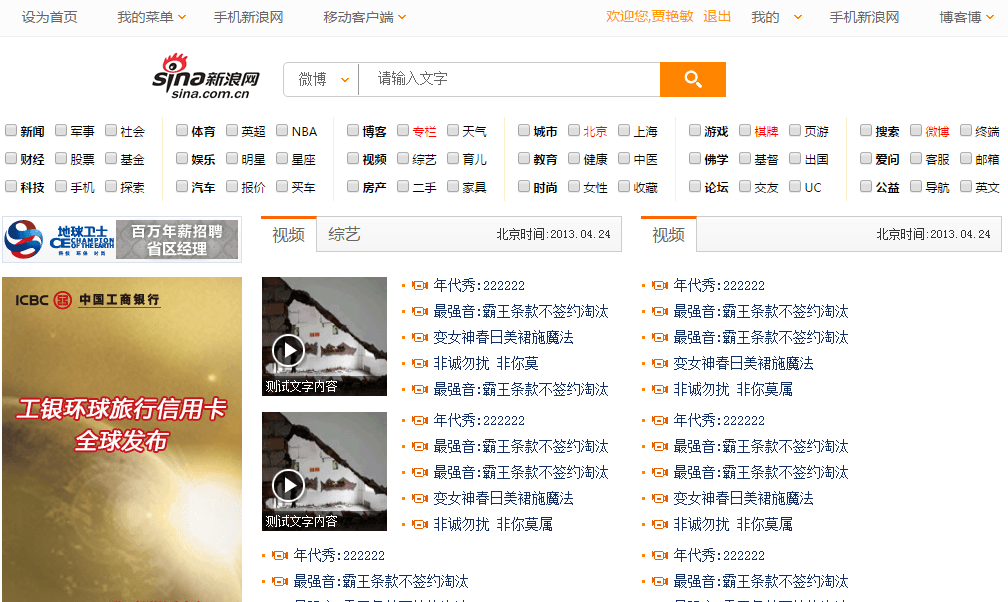 设为首页 我的菜单 手机新浪网 移动客户端 欢迎您,贾艳敏 退出 我的 手机新浪网 博客博
sina新浪网
sina.com.cn
微博 请输入文字
新闻 军事 社会 体育 英超 NBA 博客 专栏 天气 城市 北京 上海 游戏 棋牌 页游 搜索 微博 终端
财经 股票 基金 娱乐 明星 星座 视频 综艺 育儿 教育 健康 中医 佛学 基督 出国 爱问 客服 邮箱
科技 手机 探索 汽车 报价 买车 房产 二手 家具 时尚 女性 收藏 论坛 交友 UC 公益 导航 英文
地球卫士
CECHAMPION
OF THE EARTH
科技 环保 时尚
百万年薪招聘
省区经理
视频 综艺 北京时间:2013.04.24
视频 北京时间:2013.04.24
ICBC 中国工商银行
工银环球旅行信用卡
全球发布
测试文字内容
年代秀:222222
最强音:霸王条款不签约淘汰
变女神春日美裙施魔法
非诚勿扰 非你莫
最强音:霸王条款不签约淘汰
测试文字内容
年代秀:222222
最强音:霸王条款不签约淘汰
最强音:霸王条款不签约淘汰
变女神春日美裙施魔法
非诚勿扰 非你莫属
年代秀:222222
最强音:霸王条款不签约淘汰
年代秀:222222
最强音:霸王条款不签约淘汰
最强音:霸王条款不签约淘汰
变女神春日美裙施魔法
非诚勿扰 非你莫属
年代秀:222222
最强音:霸王条款不签约淘汰
最强音:霸王条款不签约淘汰
变女神春日美裙施魔法
非诚勿扰 非你莫属
年代秀:222222
最强音:霸王条款不签约淘汰